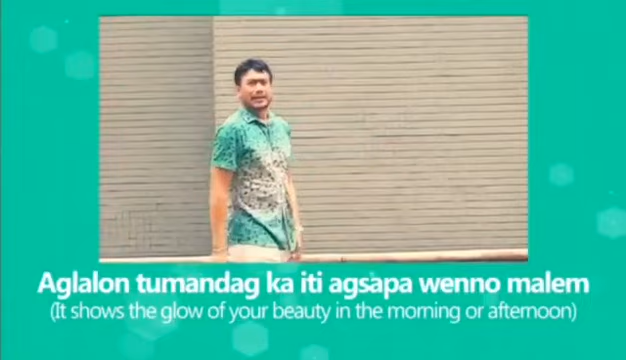 Aglalon tumandag ka iti agsapa wenno malem
(It shows the glow of your beauty in the morning or afternoon)